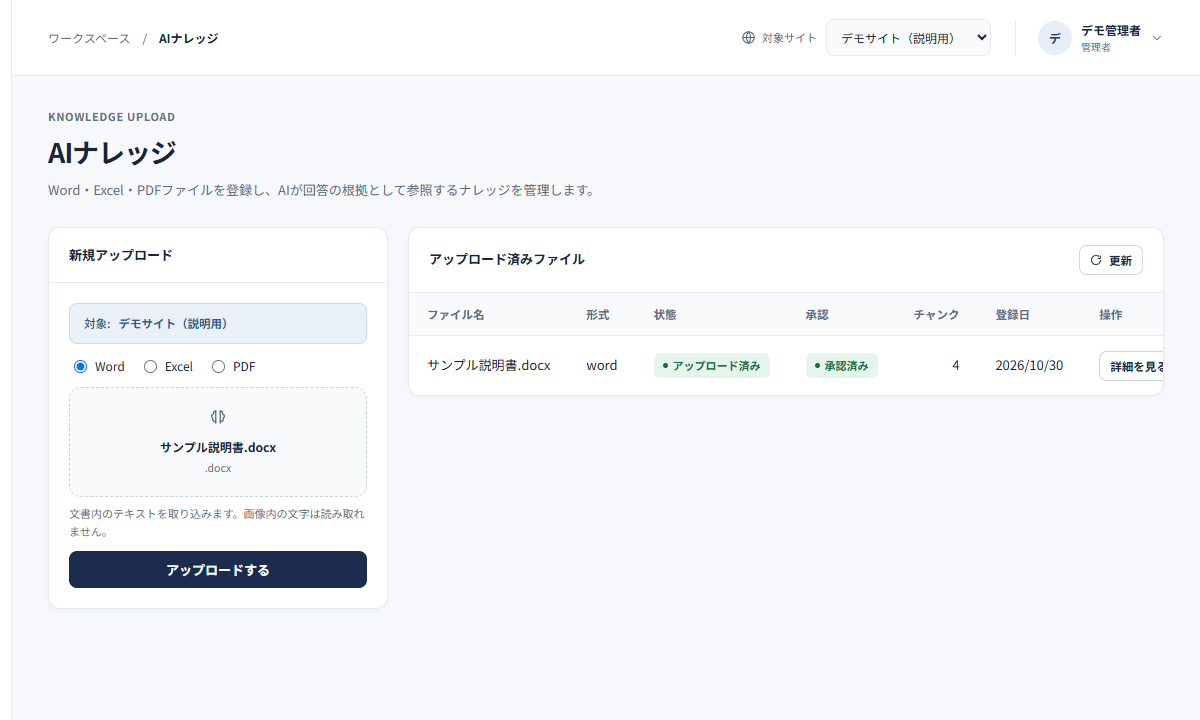 ワークスペース / AIナレッジ
対象サイト デモサイト（説明用） デ デモ管理者
管理者
KNOWLEDGE UPLOAD
AIナレッジ
Word・Excel・PDFファイルを登録し、AIが回答の根拠として参照するナレッジを管理します。
新規アップロード
対象: デモサイト（説明用）
Word Excel PDF
サンプル説明書.docx
.docx
文書内のテキストを取り込みます。画像内の文字は読み取れ
ません。
アップロードする
アップロード済みファイル 更新
ファイル名 形式 状態 承認 チャンク 登録日 操作
サンプル説明書.docx word アップロード済み 承認済み 4 2026/10/30 詳細を見る